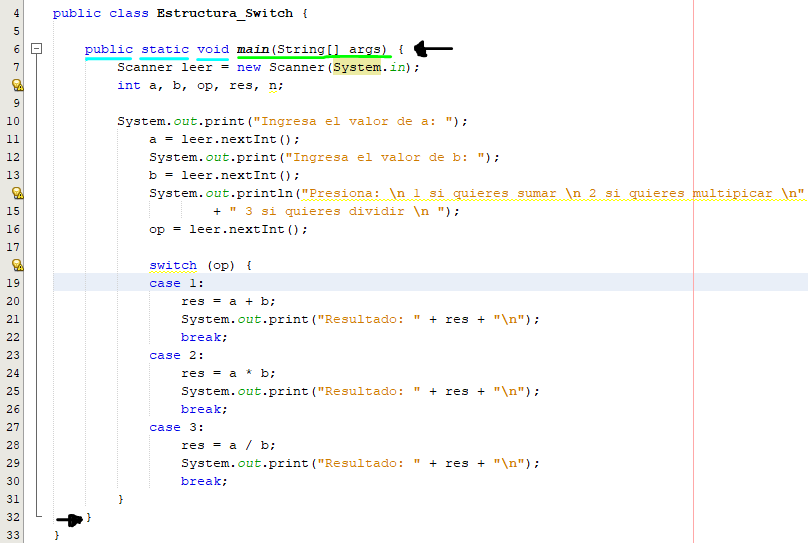 4 public class Estructura_Switch {
5
6 public static void main(String[] args) {
7 Scanner leer = new Scanner(System.in);
int a, b, op, res, n;
9
10 System.out.print("Ingresa el valor de a: ");
11 a = leer.nextInt();
12 System.out.print("Ingresa el valor de b: ");
13 b = leer.nextInt();
System.out.println("Presiona: \n 1 si quieres sumar \n 2 si quieres multipicar \n"
15 + " 3 si quieres dividir \n ");
16 op = leer.nextInt();
17
switch (op) {
19 case 1:
20 res = a + b;
21 System.out.print("Resultado: " + res + "\n");
22 break;
23 case 2:
24 res = a * b;
25 System.out.print("Resultado: " + res + "\n");
26 break;
27 case 3:
28 res = a / b;
29 System.out.print("Resultado: " + res + "\n");
30 break;
31 }
32 }
33 }